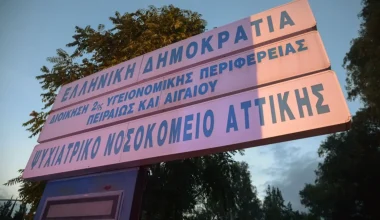 ΕΛΛΗΝΙΚΗ ΔΗΜΟΚΡΑΤΙΑ
ΔΙΟΙΚΗΣΗ 2ης ΥΓΕΙΟΝΟΜΙΚΗΣ ΠΕΡΙΦΕΡΕΙΑΣ
ΠΕΙΡΑΙΩΣ ΚΑΙ ΑΙΓΑΙΟΥ
ΨΥΧΙΑΤΡΙΚΟ ΝΟΣΟΚΟΜΕΙΟ ΑΤΤΙΚΗΣ